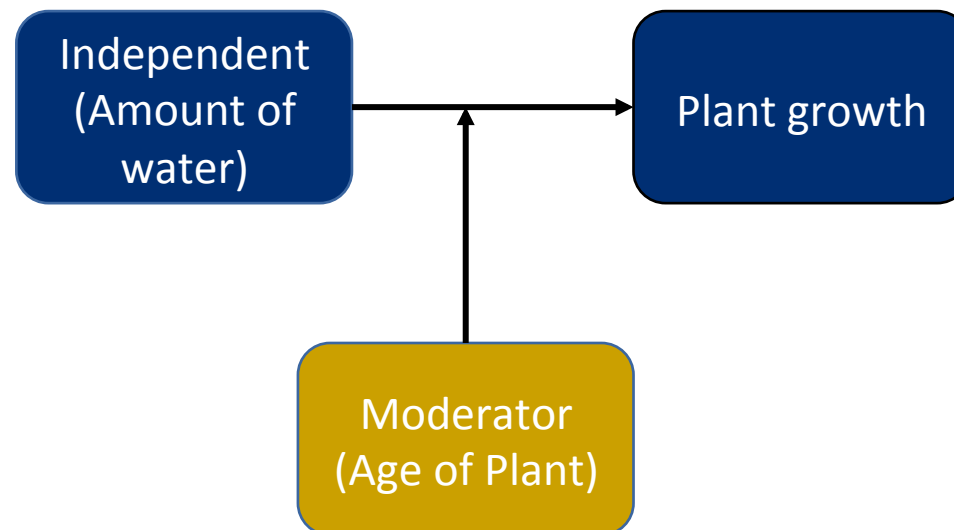 Independent
(Amount of
water)
Plant growth
Moderator
(Age of Plant)